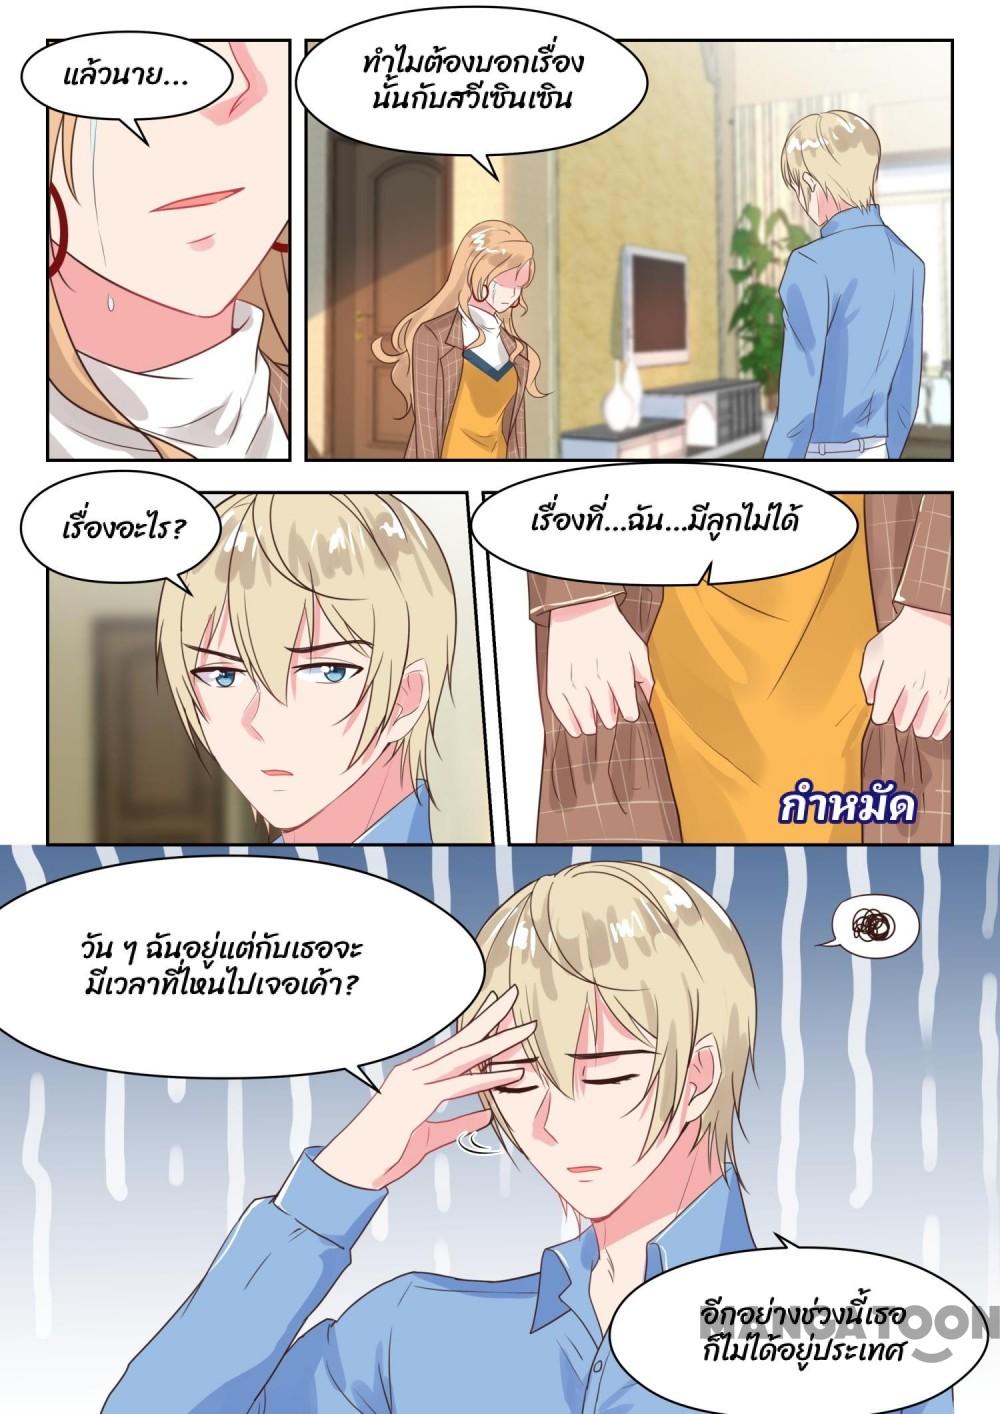 แล้วนาย...
ทำไมต้องบอกเรื่อง
นั้นกับสวีเซินเซิน
เรื่องอะไร?
เรื่องที่...ฉัน...มีลูกไม่ได้
กำหมัด
วัน ๆ ฉันอยู่แต่กับเธอจะ
มีเวลาที่ไหนไปเจอเค้า?
อีกอย่างช่วงนี้เธอ
ก็ไม่ได้อยู่ประเทศ
MANGATOON